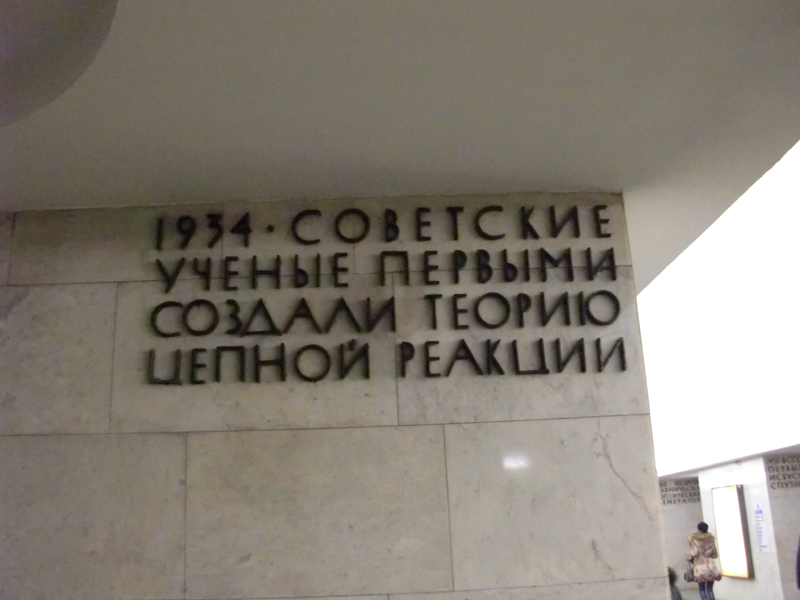 1934 · СОВЕТСКИЕ
УЧЕНЫЕ ПЕРВЫМИ
СОЗДАЛИ ТЕОРИЮ
ЦЕПНОЙ РЕАКЦИИ